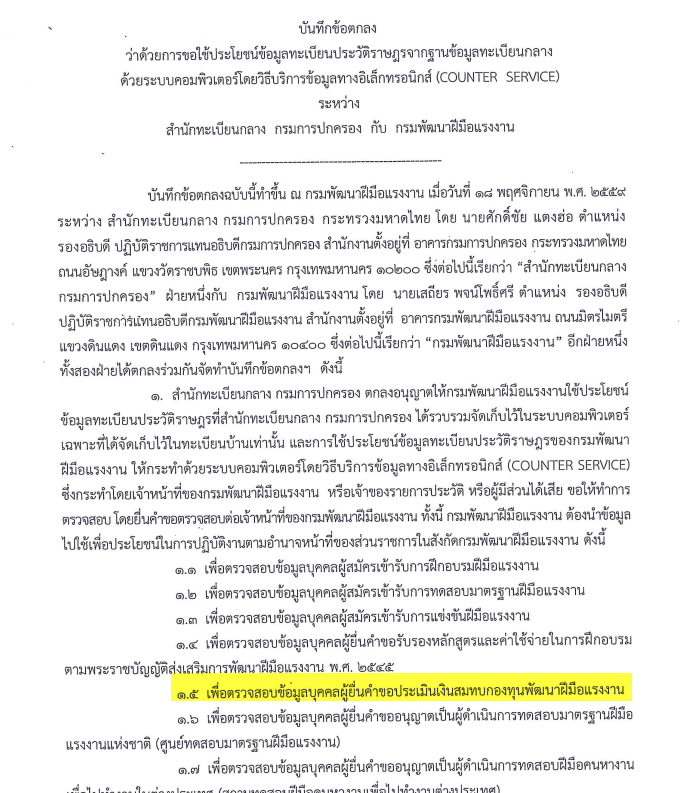 บันทึกข้อตกลง
ว่าด้วยการขอใช้ประโยชน์ข้อมูลทะเบียนประวัติราษฎรจากฐานข้อมูลทะเบียนกลาง
ด้วยระบบคอมพิวเตอร์โดยวิธีบริการข้อมูลทางอิเล็กทรอนิกส์ (COUNTER SERVICE)
ระหว่าง
สำนักทะเบียนกลาง กรมการปกครอง กับ กรมพัฒนาฝีมือแรงงาน
บันทึกข้อตกลงฉบับนี้ทำขึ้น ณ กรมพัฒนาฝีมือแรงงาน เมื่อวันที่ ๑๘ พฤศจิกายน พ.ศ. ๒๕๕๙
ระหว่าง สำนักทะเบียนกลาง กรมการปกครอง กระทรวงมหาดไทย โดย นายศักดิ์ชัย แตงฮ่อ ตำแหน่ง
รองอธิบดี ปฏิบัติราชการแทนอธิบดีกรมการปกครอง สำนักงานตั้งอยู่ที่ อาคารกรมการปกครอง กระทรวงมหาดไทย
ถนนอัษฎางค์ แขวงวัดราชบพิธ เขตพระนคร กรุงเทพมหานคร ๑๐๒๐๐ ซึ่งต่อไปนี้เรียกว่า “สำนักทะเบียนกลาง
กรมการปกครอง” ฝ่ายหนึ่งกับ กรมพัฒนาฝีมือแรงงาน โดย นายเสถียร พจน์โพธิ์ศรี ตำแหน่ง รองอธิบดี
ปฏิบัติราชการแทนอธิบดีกรมพัฒนาฝีมือแรงงาน สำนักงานตั้งอยู่ที่ อาคารกรมพัฒนาฝีมือแรงงาน ถนนมิตรไมตรี
แขวงดินแดง เขตดินแดง กรุงเทพมหานคร ๑๐๔๐๐ ซึ่งต่อไปนี้เรียกว่า “กรมพัฒนาฝีมือแรงงาน” อีกฝ่ายหนึ่ง
ทั้งสองฝ่ายได้ตกลงร่วมกันจัดทำบันทึกข้อตกลงฯ ดังนี้
๑. สำนักทะเบียนกลาง กรมการปกครอง ตกลงอนุญาตให้กรมพัฒนาฝีมือแรงงานใช้ประโยชน์
ข้อมูลทะเบียนประวัติราษฎรที่สำนักทะเบียนกลาง กรมการปกครอง ได้รวบรวมจัดเก็บไว้ในระบบคอมพิวเตอร์
เฉพาะที่ได้จัดเก็บไว้ในทะเบียนบ้านเท่านั้น และการใช้ประโยชน์ข้อมูลทะเบียนประวัติราษฎรของกรมพัฒนา
ฝีมือแรงงาน ให้กระทำด้วยระบบคอมพิวเตอร์โดยวิธีบริการข้อมูลทางอิเล็กทรอนิกส์ (COUNTER SERVICE)
ซึ่งกระทำโดยเจ้าหน้าที่ของกรมพัฒนาฝีมือแรงงาน หรือเจ้าของรายการประวัติ หรือผู้มีส่วนได้เสีย ขอให้ทำการ
ตรวจสอบ โดยยื่นคำขอตรวจสอบต่อเจ้าหน้าที่ของกรมพัฒนาฝีมือแรงงาน ทั้งนี้ กรมพัฒนาฝีมือแรงงาน ต้องนำข้อมูล
ไปใช้เพื่อประโยชน์ในการปฏิบัติงานตามอำนาจหน้าที่ของส่วนราชการในสังกัดกรมพัฒนาฝีมือแรงงาน ดังนี้
๑.๑ เพื่อตรวจสอบข้อมูลบุคคลผู้สมัครเข้ารับการฝึกอบรมฝีมือแรงงาน
๑.๒ เพื่อตรวจสอบข้อมูลบุคคลผู้สมัครเข้ารับการทดสอบมาตรฐานฝีมือแรงงาน
๑.๓ เพื่อตรวจสอบข้อมูลบุคคลผู้สมัครเข้ารับการแข่งขันฝีมือแรงงาน
๑.๔ เพื่อตรวจสอบข้อมูลบุคคลผู้ยื่นคำขอรับรองหลักสูตรและค่าใช้จ่ายในการฝึกอบรม
ตามพระราชบัญญัติส่งเสริมการพัฒนาฝีมือแรงงาน พ.ศ. ๒๕๔๕
๑.๕ เพื่อตรวจสอบข้อมูลบุคคลผู้ยื่นคำขอประเมินเงินสมทบกองทุนพัฒนาฝีมือแรงงาน
๑.๖ เพื่อตรวจสอบข้อมูลบุคคลผู้ยื่นคำขออนุญาตเป็นผู้ดำเนินการทดสอบมาตรฐานฝีมือ
แรงงานแห่งชาติ (ศูนย์ทดสอบมาตรฐานฝีมือแรงงาน)
๑.๗ เพื่อตรวจสอบข้อมูลบุคคลผู้ยื่นคำขออนุญาตเป็นผู้ดำเนินการทดสอบฝีมือคนหางาน
เพื่อไปทำงานในต่างประเทศ (สถานทดสอบฝีมือคนหางานเพื่อไปทำงานต่างประเทศ)